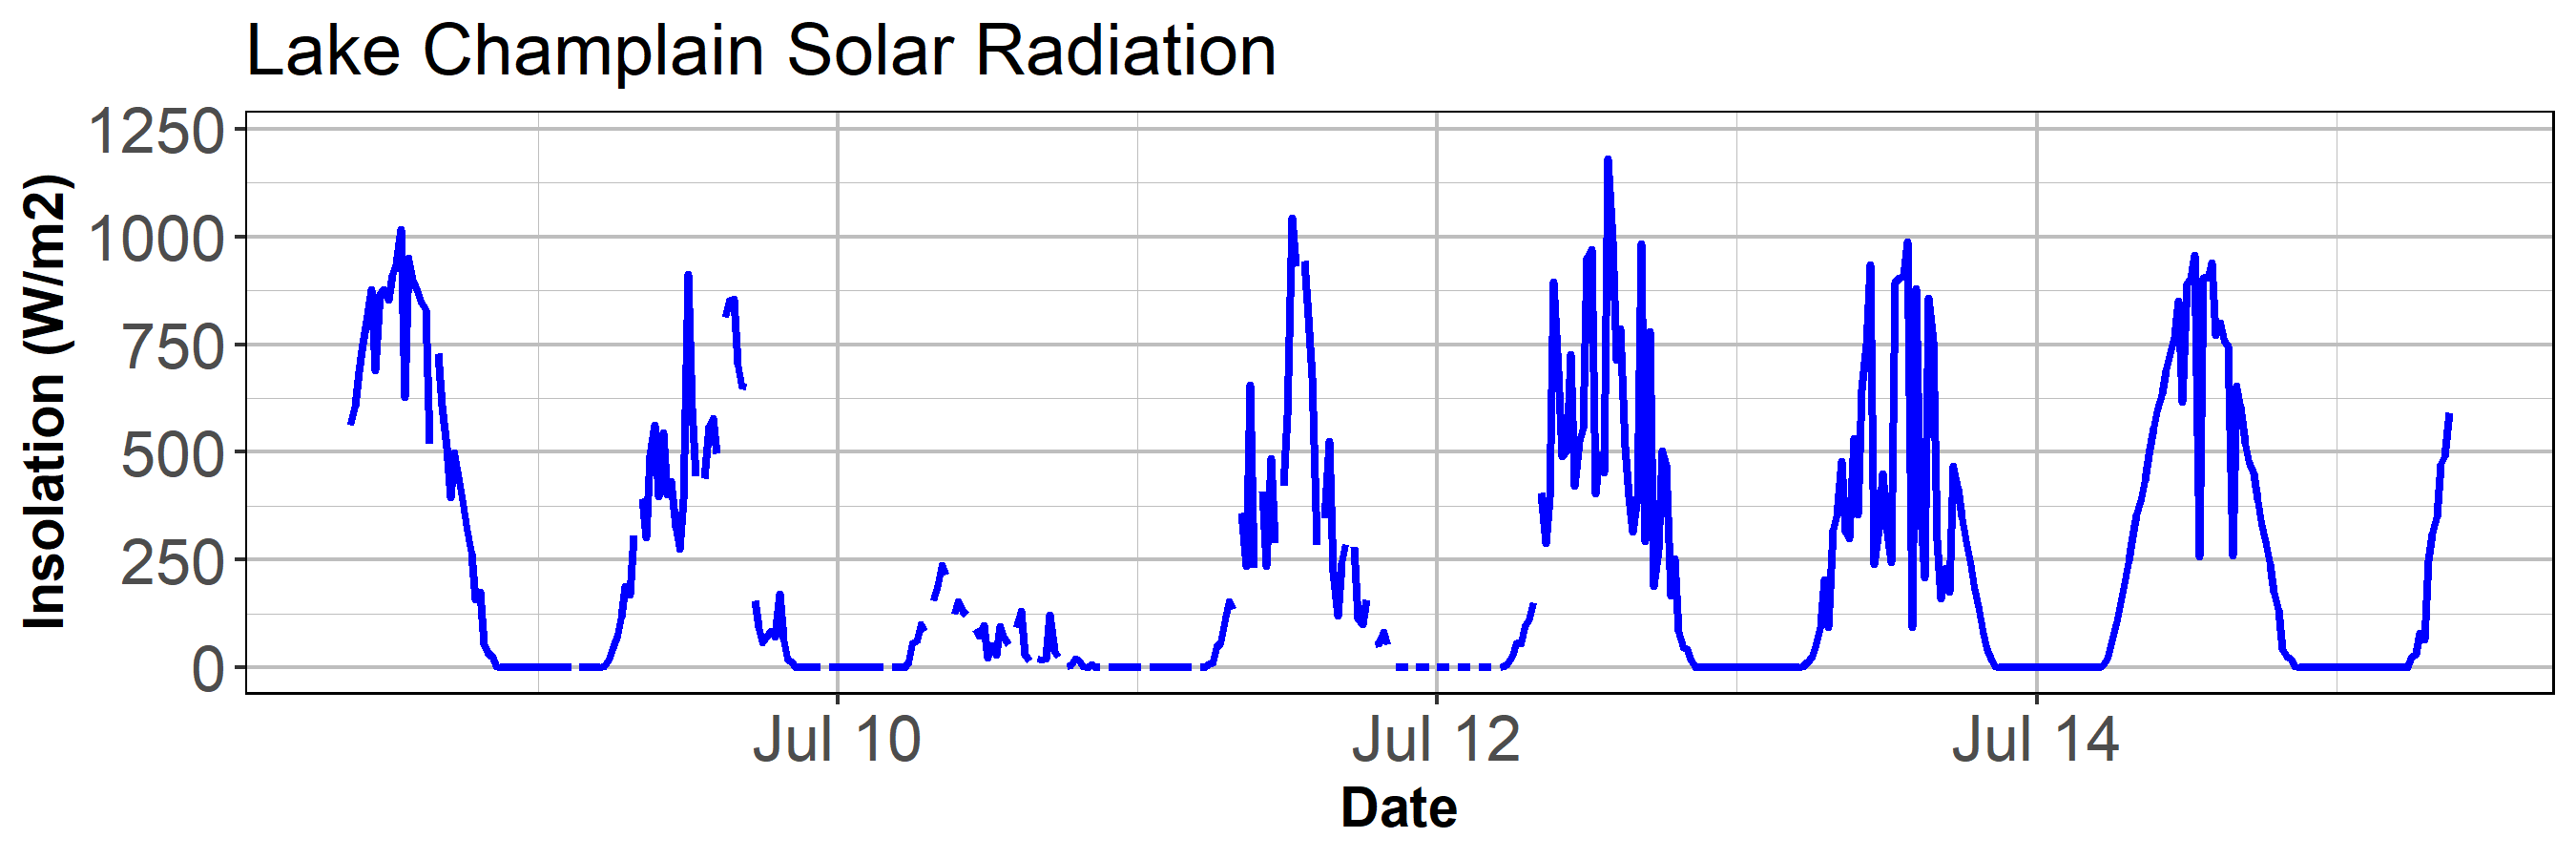 Lake Champlain Solar Radiation
Insolation (W/m2)
1250
1000
750
500
250
0
Jul 10
Jul 12
Jul 14
Date